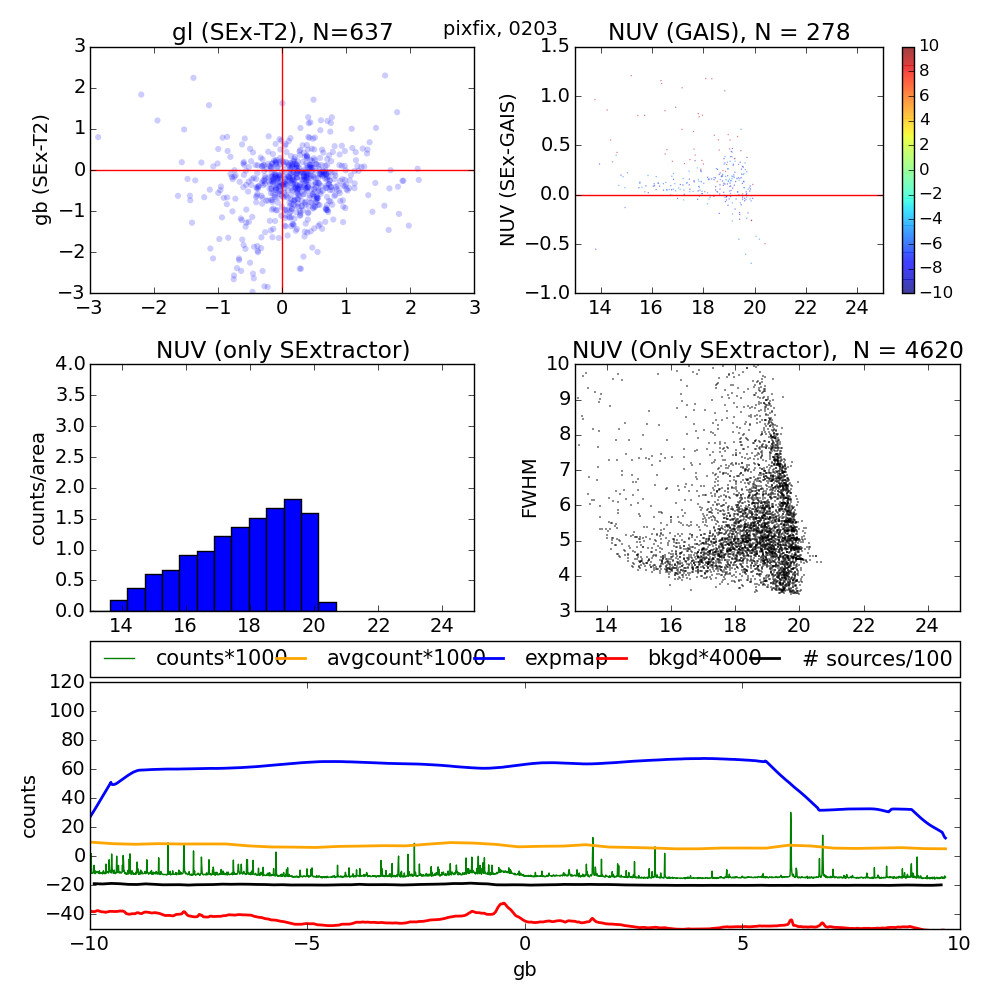 gl (SEx-T2), N=637
pixfix, 0203
NUV (GAIS), N = 278
gb (SEx-T2)
3
2
1
0
−1
−2
−3
−3 −2 −1 0 1 2 3
NUV (SEx-GAIS)
1.5
1.0
0.5
0.0
−0.5
−1.0
14 16 18 20 22 24
10
8
6
4
2
0
−2
−4
−6
−8
−10
NUV (only SExtractor)
counts/area
4.0
3.5
3.0
2.5
2.0
1.5
1.0
0.5
0.0
14 16 18 20 22 24
NUV (Only SExtractor), N = 4620
FWHM
10
9
8
7
6
5
4
3
14 16 18 20 22 24
counts*1000 avgcount*1000 expmap bkgd*4000 # sources/100
counts
120
100
80
60
40
20
0
−20
−40
−10 −5 0 5 10
gb